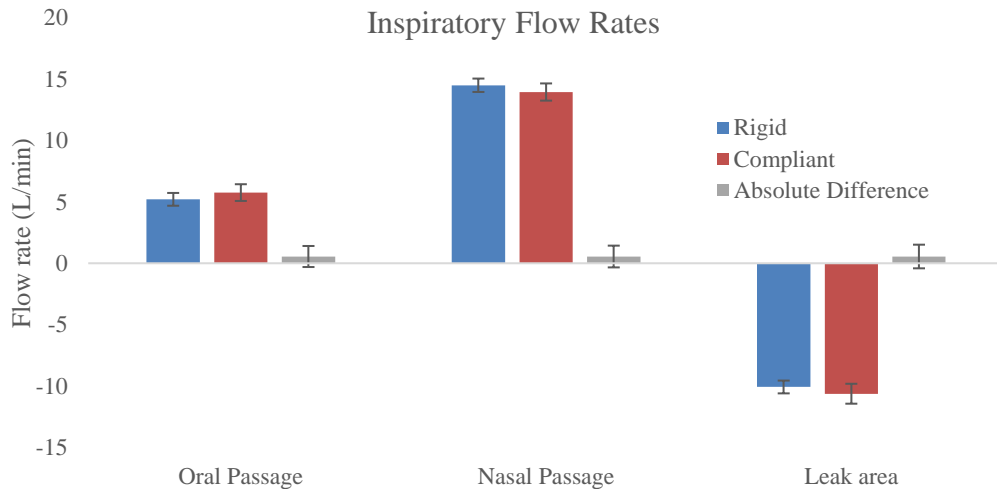 Inspiratory Flow Rates
20
15
10
5
0
-5
-10
-15
Flow rate (L/min)
Rigid
Compliant
Absolute Difference
Oral Passage
Nasal Passage
Leak area